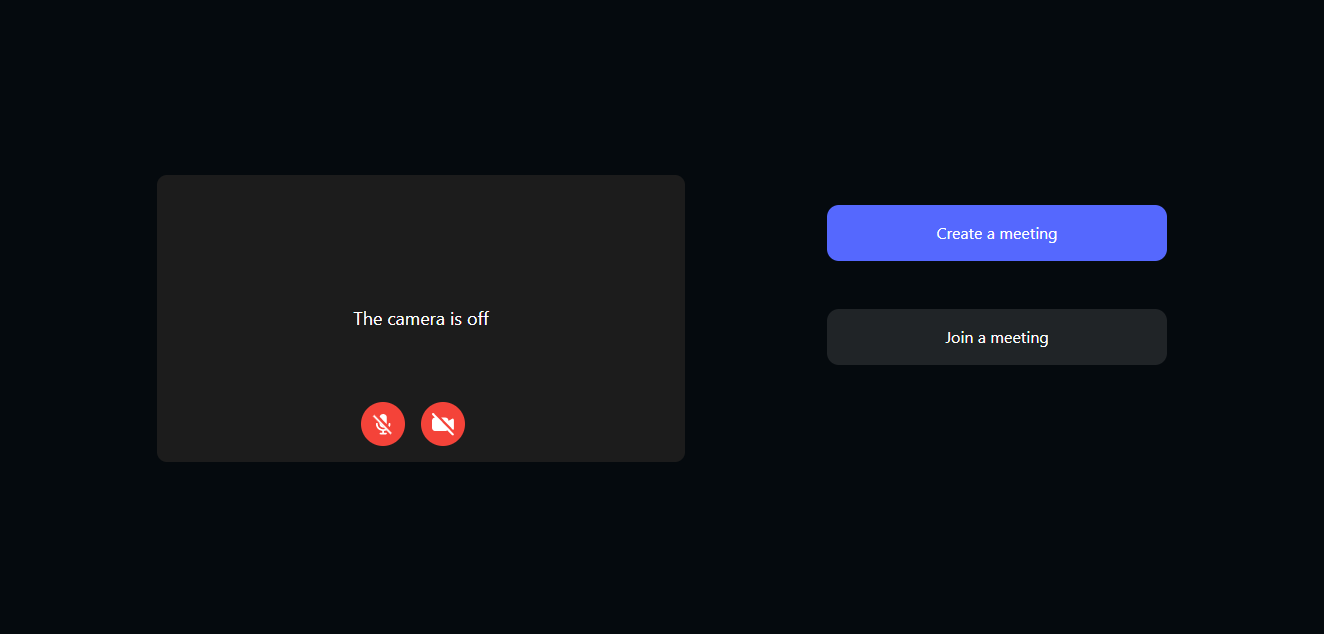 Create a meeting
The camera is off
Join a meeting